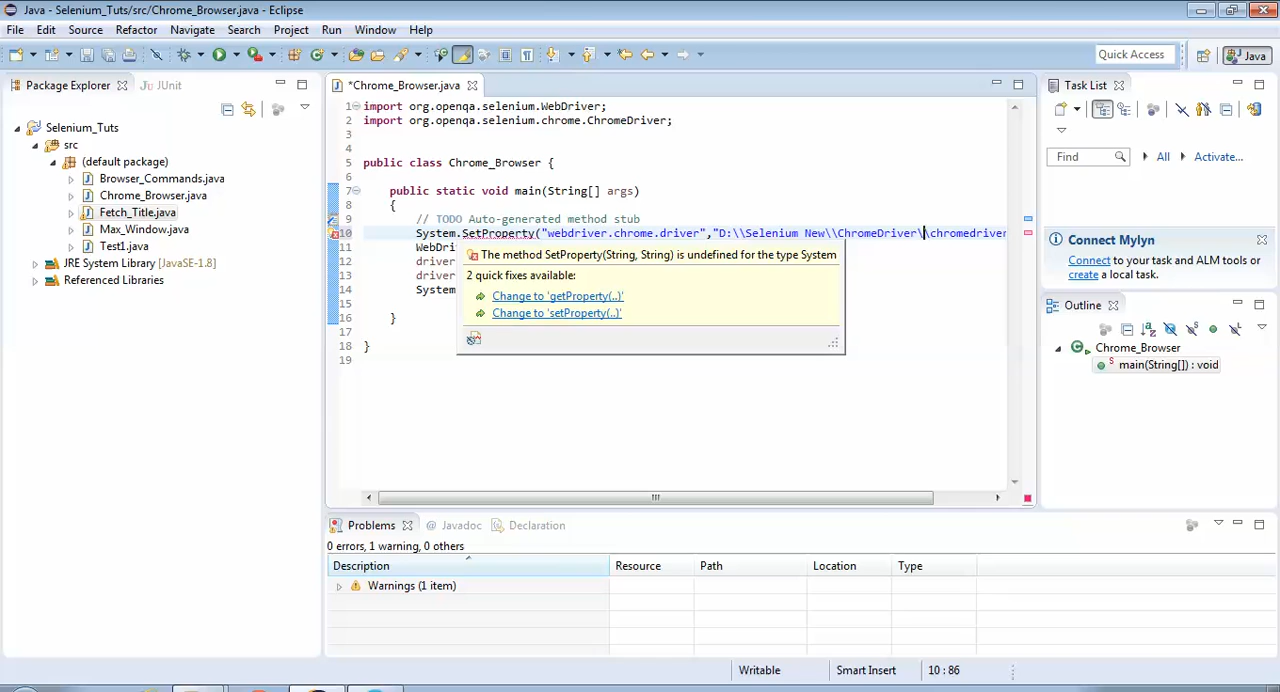 Java - Selenium_Tuts/src/Chrome_Browser.java - Eclipse
File Edit Source Refactor Navigate Search Project Run Window Help
Quick Access
Java
Package Explorer
JUnit
Selenium_Tuts
src
(default package)
Browser_Commands.java
Chrome_Browser.java
Fetch_Title.java
Max_Window.java
Test1.java
JRE System Library [JavaSE-1.8]
Referenced Libraries
*Chrome_Browser.java
1 import org.openqa.selenium.WebDriver;
2 import org.openqa.selenium.chrome.ChromeDriver;
3
4
5 public class Chrome_Browser {
6
7 public static void main(String[] args)
8 {
9 // TODO Auto-generated method stub
10 System.SetProperty("webdriver.chrome.driver","D:\\Selenium New\\ChromeDriver\\chromedriver
11 WebDri
12 driver
13 driver
14 System
15
16 }
17
18 }
19
The method SetProperty(String, String) is undefined for the type System
2 quick fixes available:
Change to 'getProperty(..)'
Change to 'setProperty(..)'
Task List
Find
All
Activate...
Connect Mylyn
Connect to your task and ALM tools or
create a local task.
Outline
Chrome_Browser
main(String[]) : void
Problems
@ Javadoc
Declaration
0 errors, 1 warning, 0 others
Description Resource Path Location Type
Warnings (1 item)
Writable
Smart Insert
10 : 86